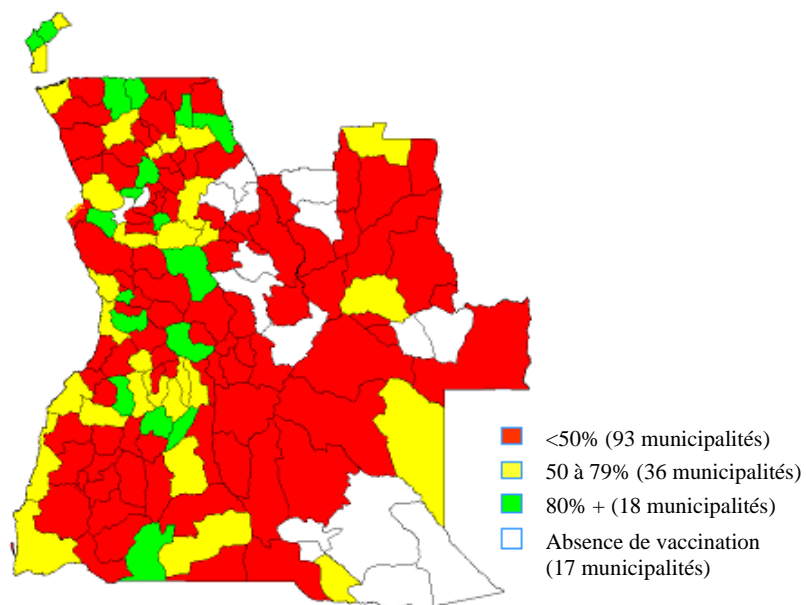 <50% (93 municipalités)
50 à 79% (36 municipalités)
80% + (18 municipalités)
Absence de vaccination
(17 municipalités)